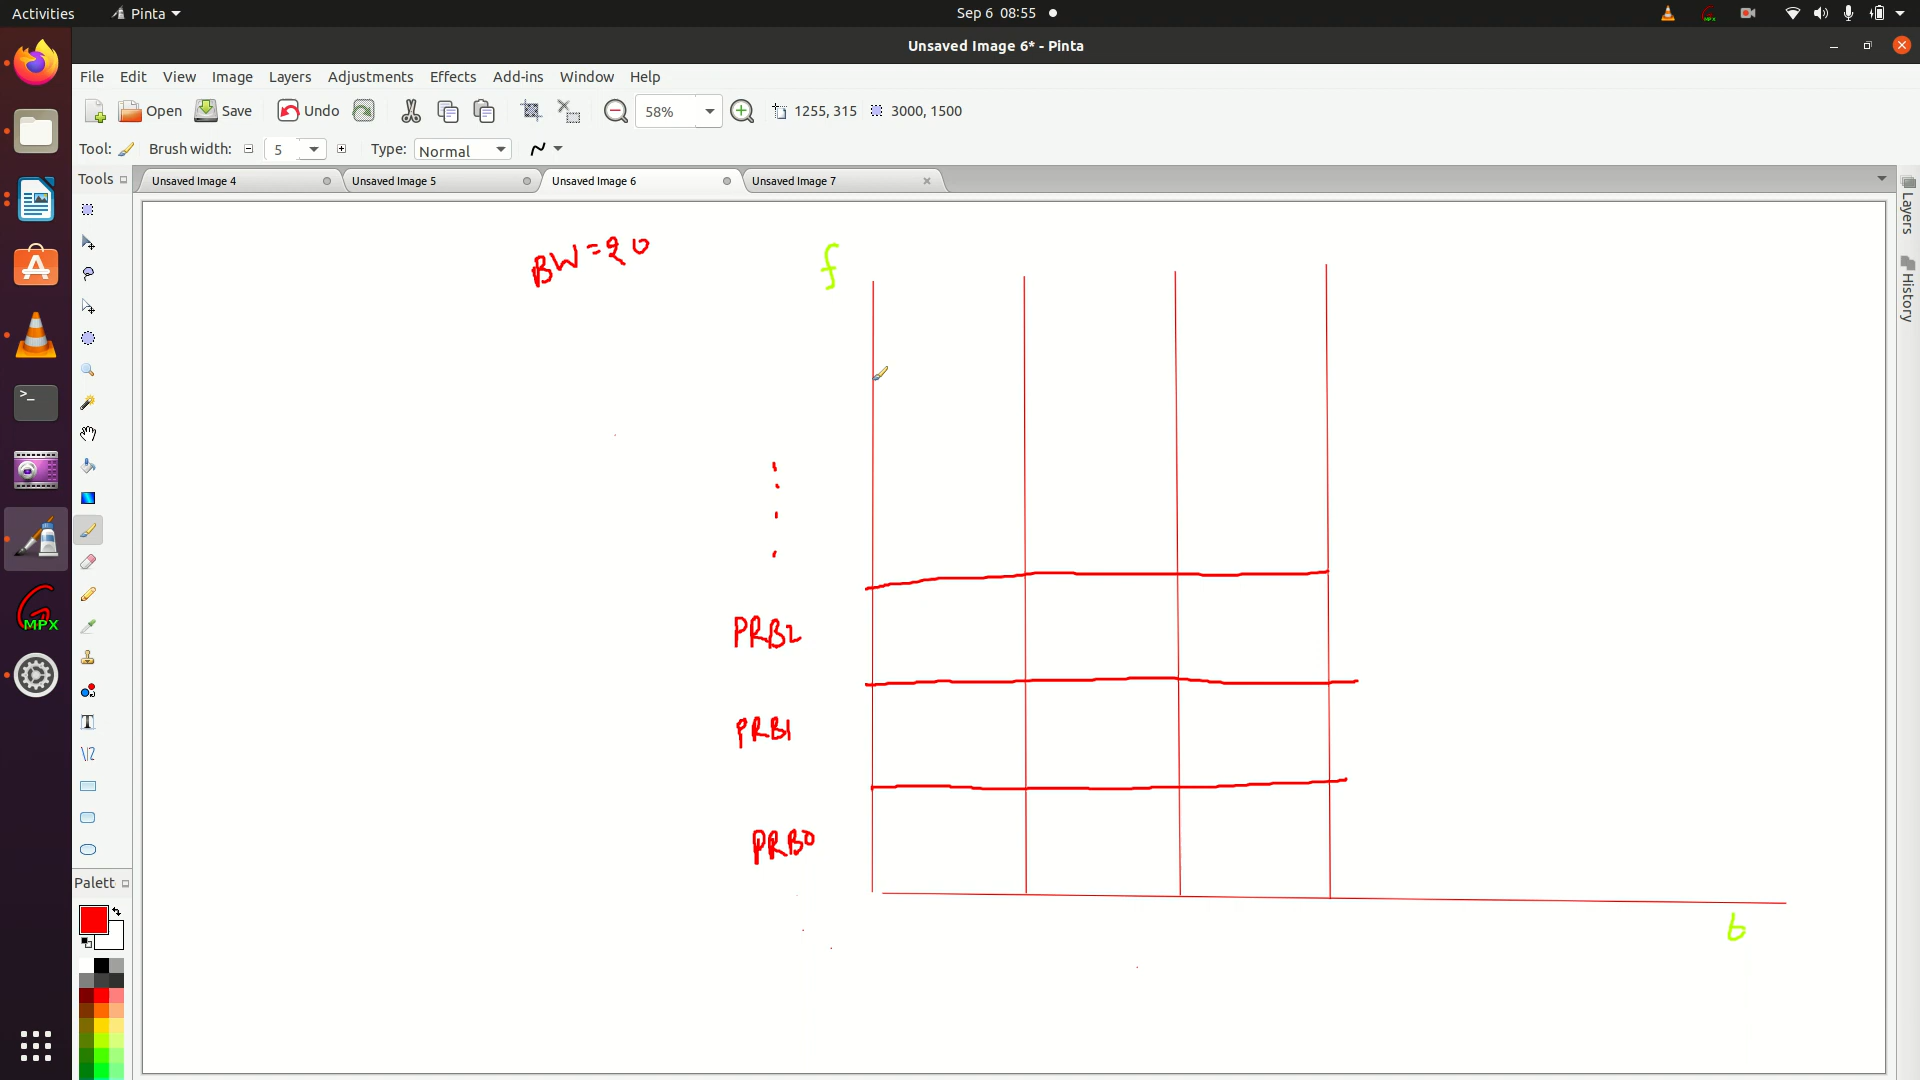 Activities Pinta Sep 6 08:55
Unsaved Image 6* - Pinta
File Edit View Image Layers Adjustments Effects Add-ins Window Help
Open Save Undo 58% 1255, 315 3000, 1500
Tool: Brush width: 5 Type: Normal
Tools Unsaved Image 4 Unsaved Image 5 Unsaved Image 6 Unsaved Image 7
Layers
History
BW=20
f
PRB2
PRB1
PRB0
MPX
Palett